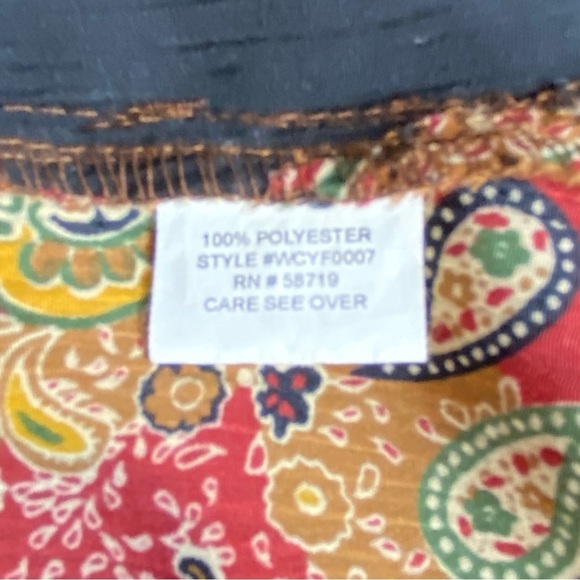 100% POLYESTER
STYLE #WCYF0007
RN # 58719
CARE SEE OVER